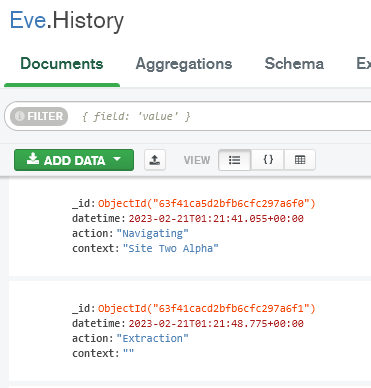 Eve.History
Documents Aggregations Schema Ex
FILTER { field: 'value' }
ADD DATA VIEW {}
_id: ObjectId("63f41ca5d2bfb6cfc297a6f0")
datetime: 2023-02-21T01:21:41.055+00:00
action: "Navigating"
context: "Site Two Alpha"
_id: ObjectId("63f41cacd2bfb6cfc297a6f1")
datetime: 2023-02-21T01:21:48.775+00:00
action: "Extraction"
context: ""